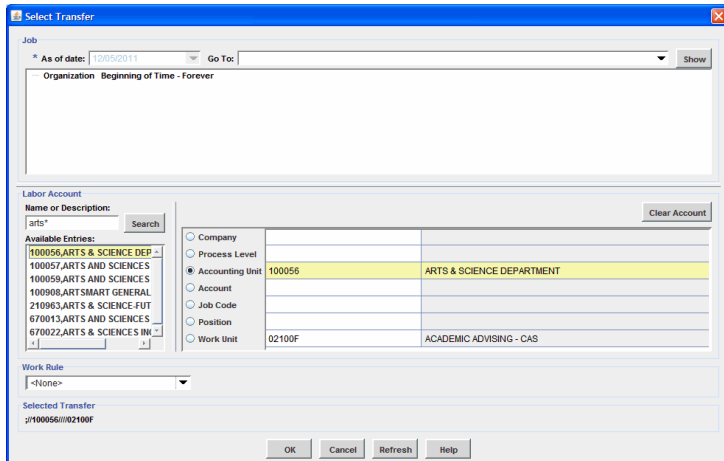 Select Transfer
Job
* As of date: 12/05/2011 Go To: Show
Organization Beginning of Time - Forever
Labor Account
Name or Description:
arts* Search
Clear Account
Available Entries:
100056,ARTS & SCIENCE DEP
100057,ARTS AND SCIENCES
100059,ARTS AND SCIENCES
100908,ARTSMART GENERAL
210963,ARTS & SCIENCE-FUT
670013,ARTS AND SCIENCES
670022,ARTS & SCIENCES IN
Company
Process Level
Accounting Unit 100056 ARTS & SCIENCE DEPARTMENT
Account
Job Code
Position
Work Unit 02100F ACADEMIC ADVISING - CAS
Work Rule
<None>
Selected Transfer
;//100056////02100F
OK Cancel Refresh Help